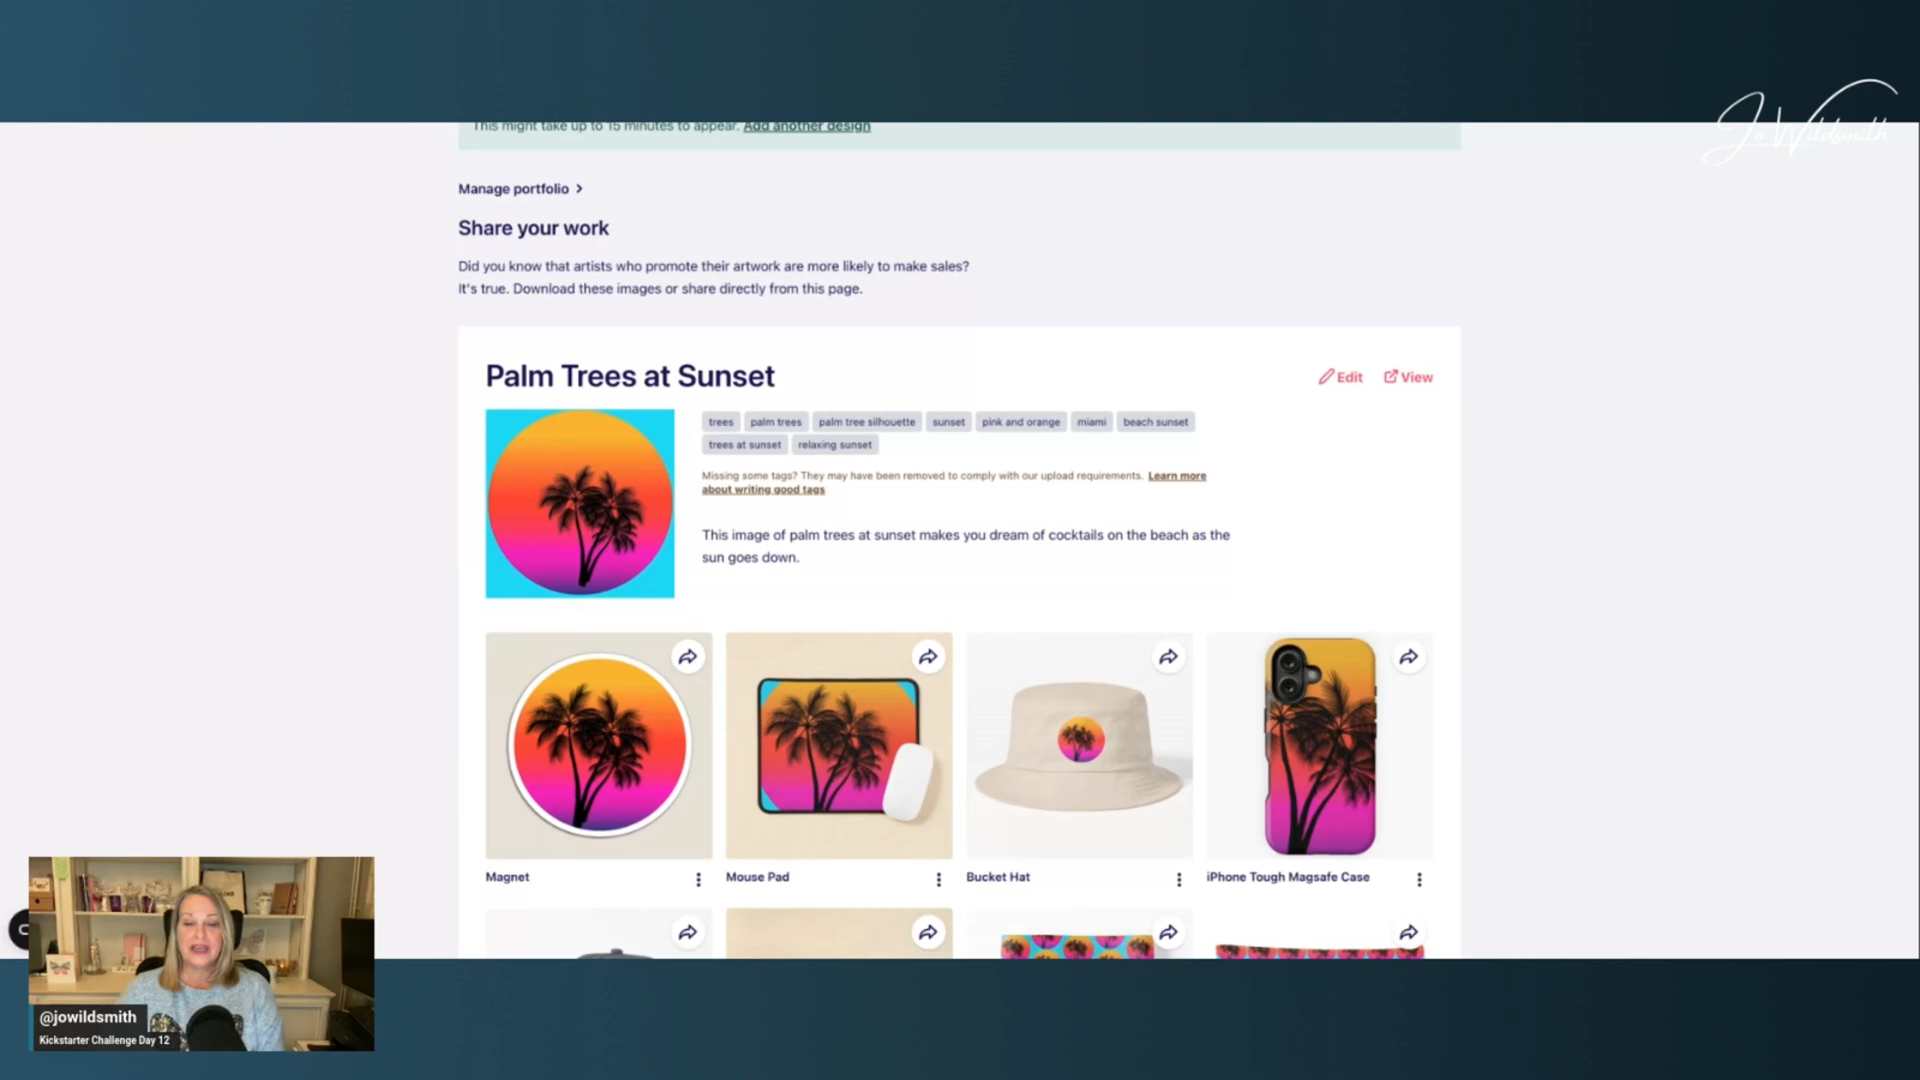 This might take up to 15 minutes to appear. Add another design
Jo Wildsmith
Manage portfolio
Share your work
Did you know that artists who promote their artwork are more likely to make sales?
It's true. Download these images or share directly from this page.
Palm Trees at Sunset
Edit
View
trees
palm trees
palm tree silhouette
sunset
pink and orange
miami
beach sunset
trees at sunset
relaxing sunset
Missing some tags? They may have been removed to comply with our upload requirements. Learn more
about writing good tags
This image of palm trees at sunset makes you dream of cocktails on the beach as the
sun goes down.
Magnet
Mouse Pad
Bucket Hat
iPhone Tough Magsafe Case
@jowildsmith
Kickstarter Challenge Day 12